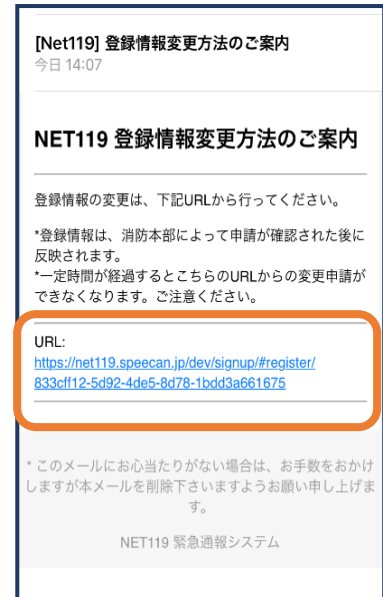 [Net119] 登録情報変更方法のご案内
今日 14:07
NET119 登録情報変更方法のご案内
登録情報の変更は、下記URLから行ってください。
*登録情報は、消防本部によって申請が確認された後に
反映されます。
*一定時間が経過するとこちらのURLからの変更申請が
できなくなります。ご注意ください。
URL:
https://net119.speecan.jp/dev/signup/#register/
833cff12-5d92-4de5-8d78-1bdd3a661675
* このメールにお心当たりがない場合は、お手数をおかけ
しますが本メールを削除下さいますようお願い申し上げま
す。
NET119 緊急通報システム